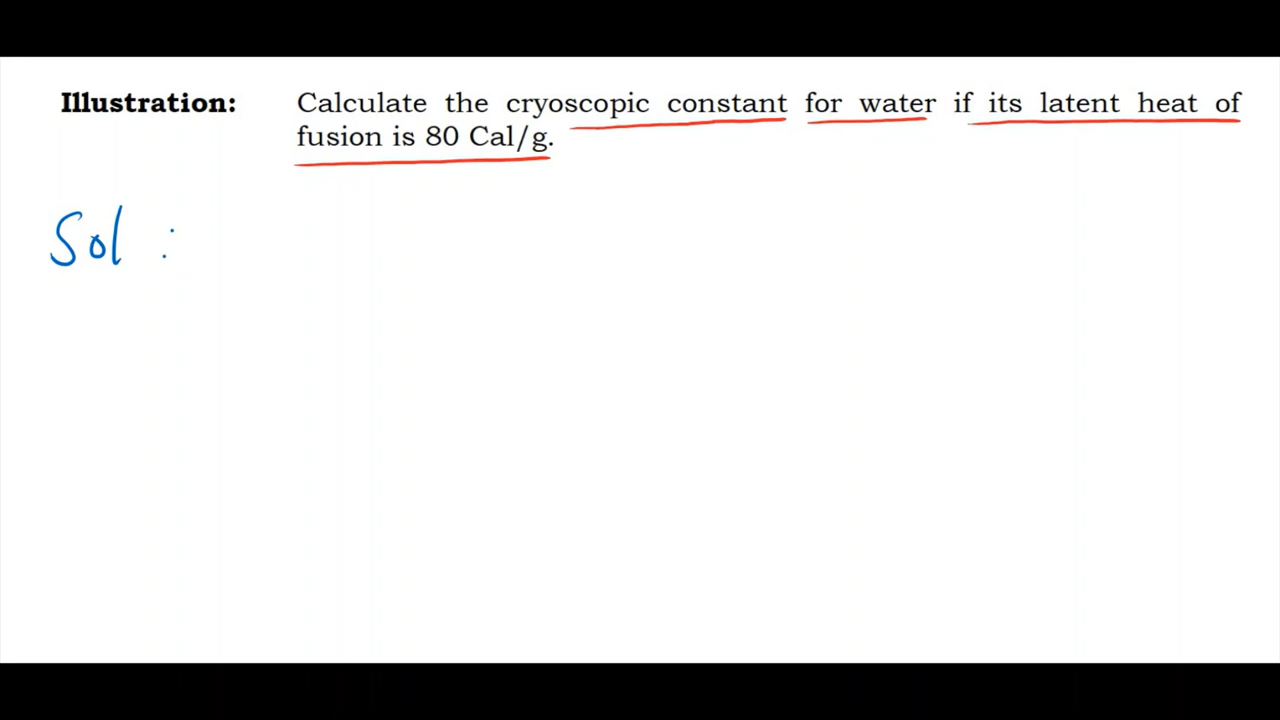 Illustration: Calculate the cryoscopic constant for water if its latent heat of
fusion is 80 Cal/g.
Sol :